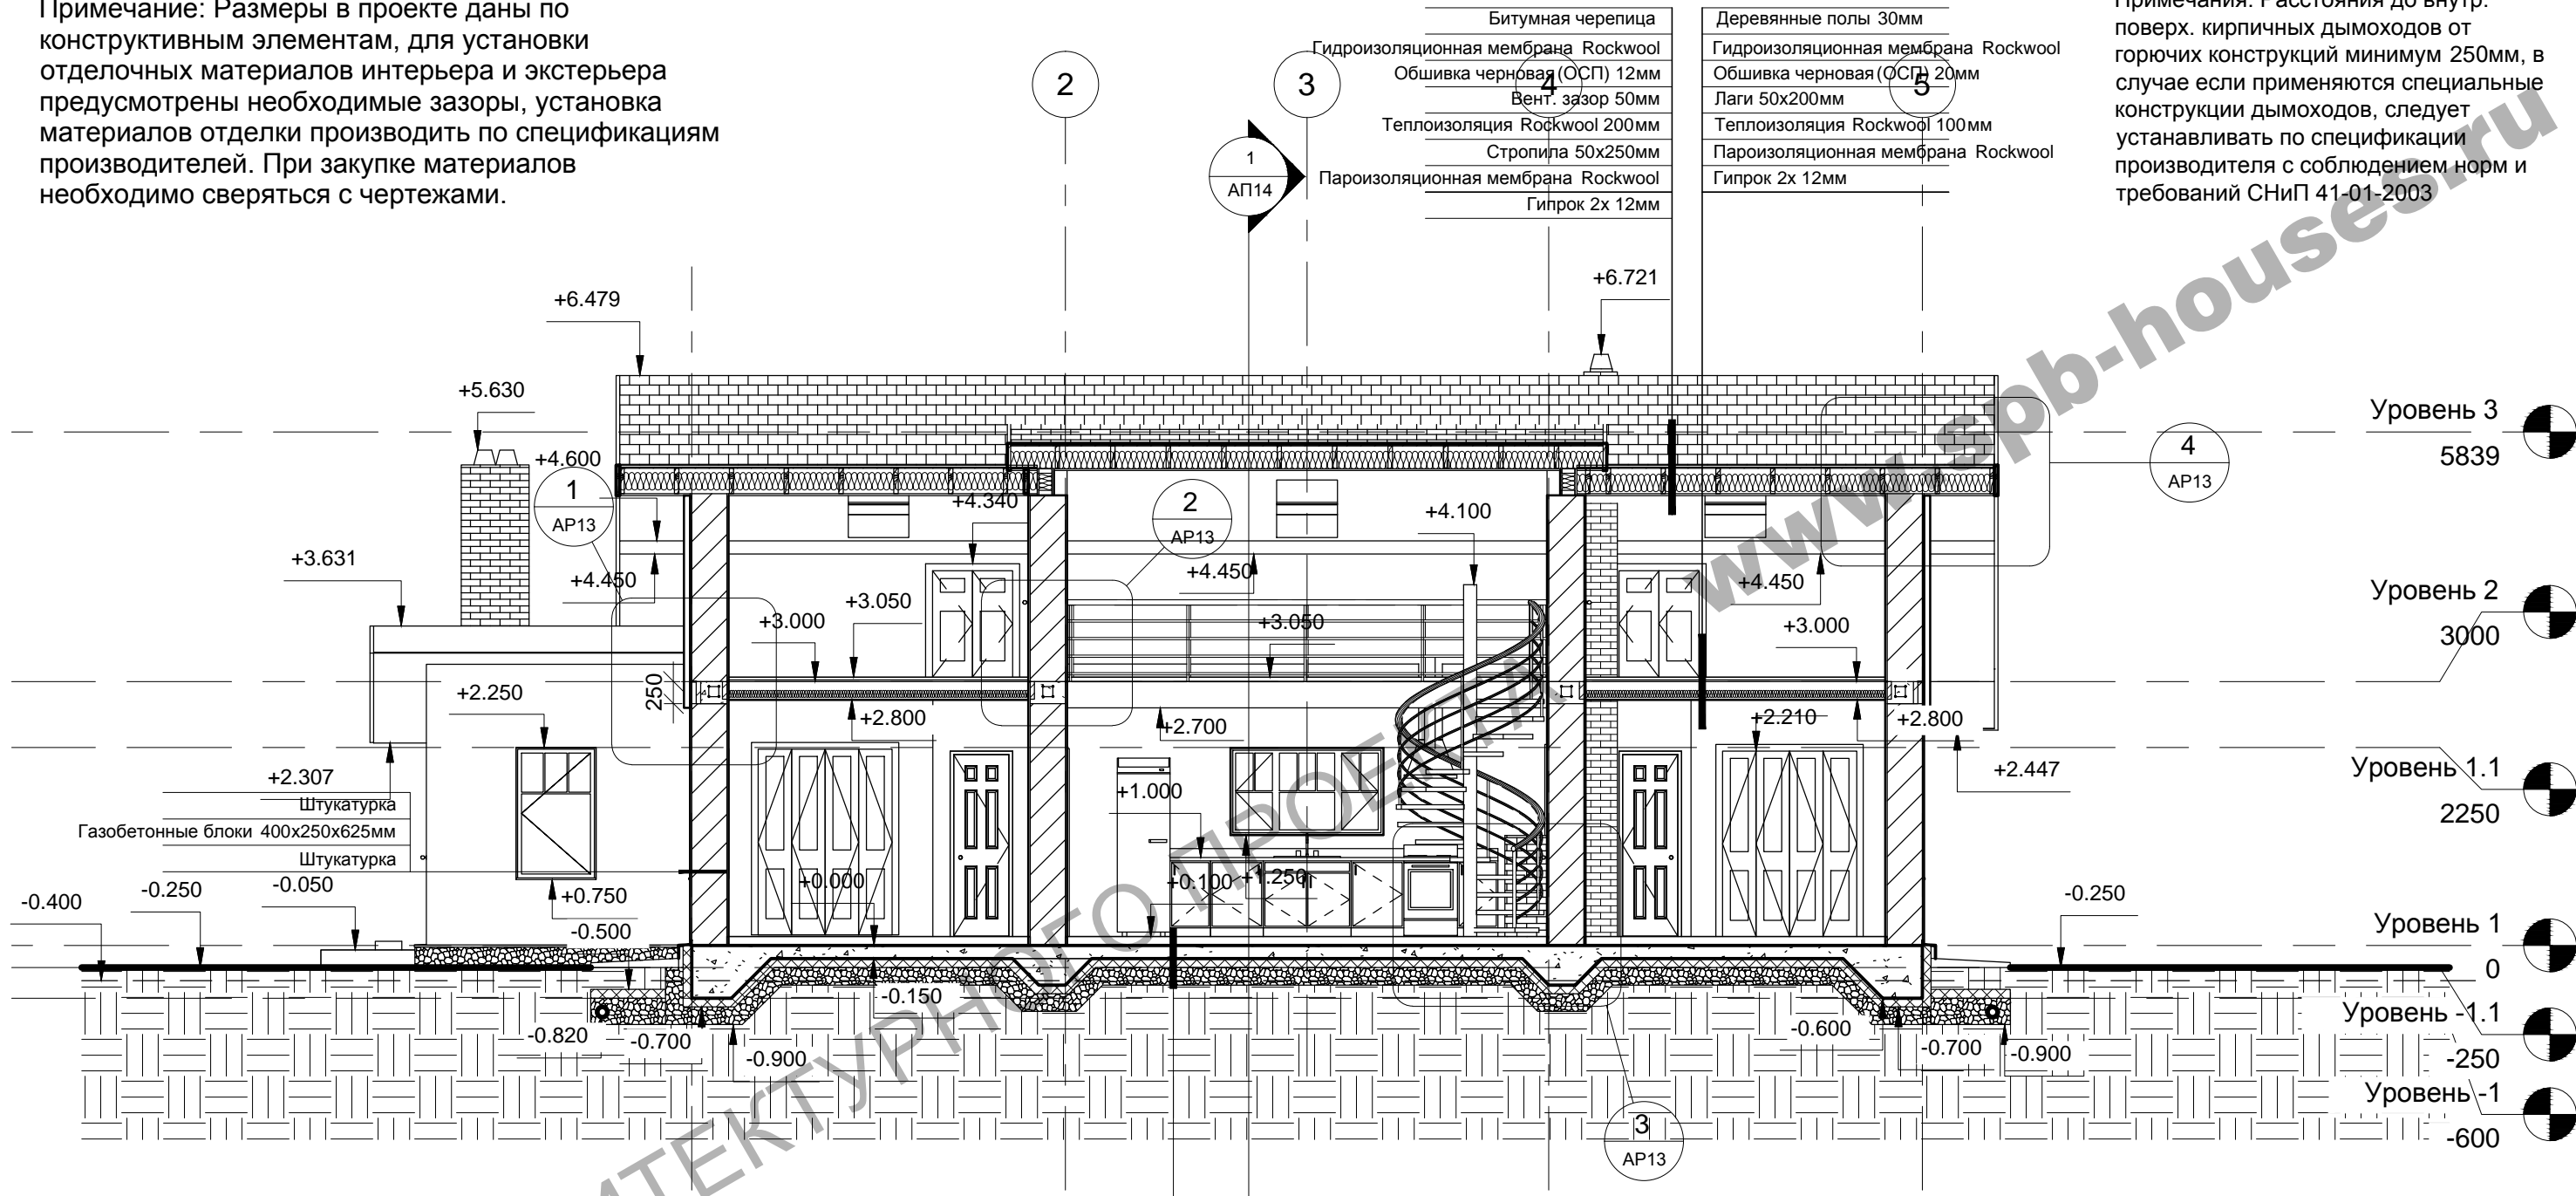 Примечание: Размеры в проекте даны по
конструктивным элементам, для установки
отделочных материалов интерьера и экстерьера
предусмотрены необходимые зазоры, установка
материалов отделки производить по спецификациям
производителей. При закупке материалов
необходимо сверяться с чертежами.
2
3
4
5
1
АП14
Битумная черепица
Гидроизоляционная мембрана Rockwool
Обшивка черновая (ОСП) 12мм
Вент. зазор 50мм
Теплоизоляция Rockwool 200мм
Стропила 50х250мм
Пароизоляционная мембрана Rockwool
Гипрок 2х 12мм
Деревянные полы 30мм
Гидроизоляционная мембрана Rockwool
Обшивка черновая (ОСП) 20мм
Лаги 50х200мм
Теплоизоляция Rockwool 100мм
Пароизоляционная мембрана Rockwool
Гипрок 2х 12мм
Примечания: Расстояния до внутр.
поверх. кирпичных дымоходов от
горючих конструкций минимум 250мм, в
случае если применяются специальные
конструкции дымоходов, следует
устанавливать по спецификации
производителя с соблюдением норм и
требований СНиП 41-01-2003
www.spb-houses.ru
+6.479
+6.721
+5.630
+4.600
1
АР13
+4.340
2
АР13
+4.100
4
АР13
Уровень 3
5839
+3.631
+4.450
+4.450
+4.450
+3.000
+3.050
+3.050
+3.000
Уровень 2
3000
250
+2.250
+2.800
+2.700
+2.210
+2.800
+2.447
Уровень 1.1
2250
+2.307
Штукатурка
Газобетонные блоки 400х250х625мм
Штукатурка
+1.000
-0.400
-0.250
-0.050
+0.750
-0.500
+0.000
+0.100
+1.250
-0.250
Уровень 1
0
-0.150
-0.820
-0.700
-0.900
-0.600
-0.700
-0.900
Уровень -1.1
-250
Уровень -1
-600
3
АР13
ИТЕКТУРНОГО ПРОЕКТА